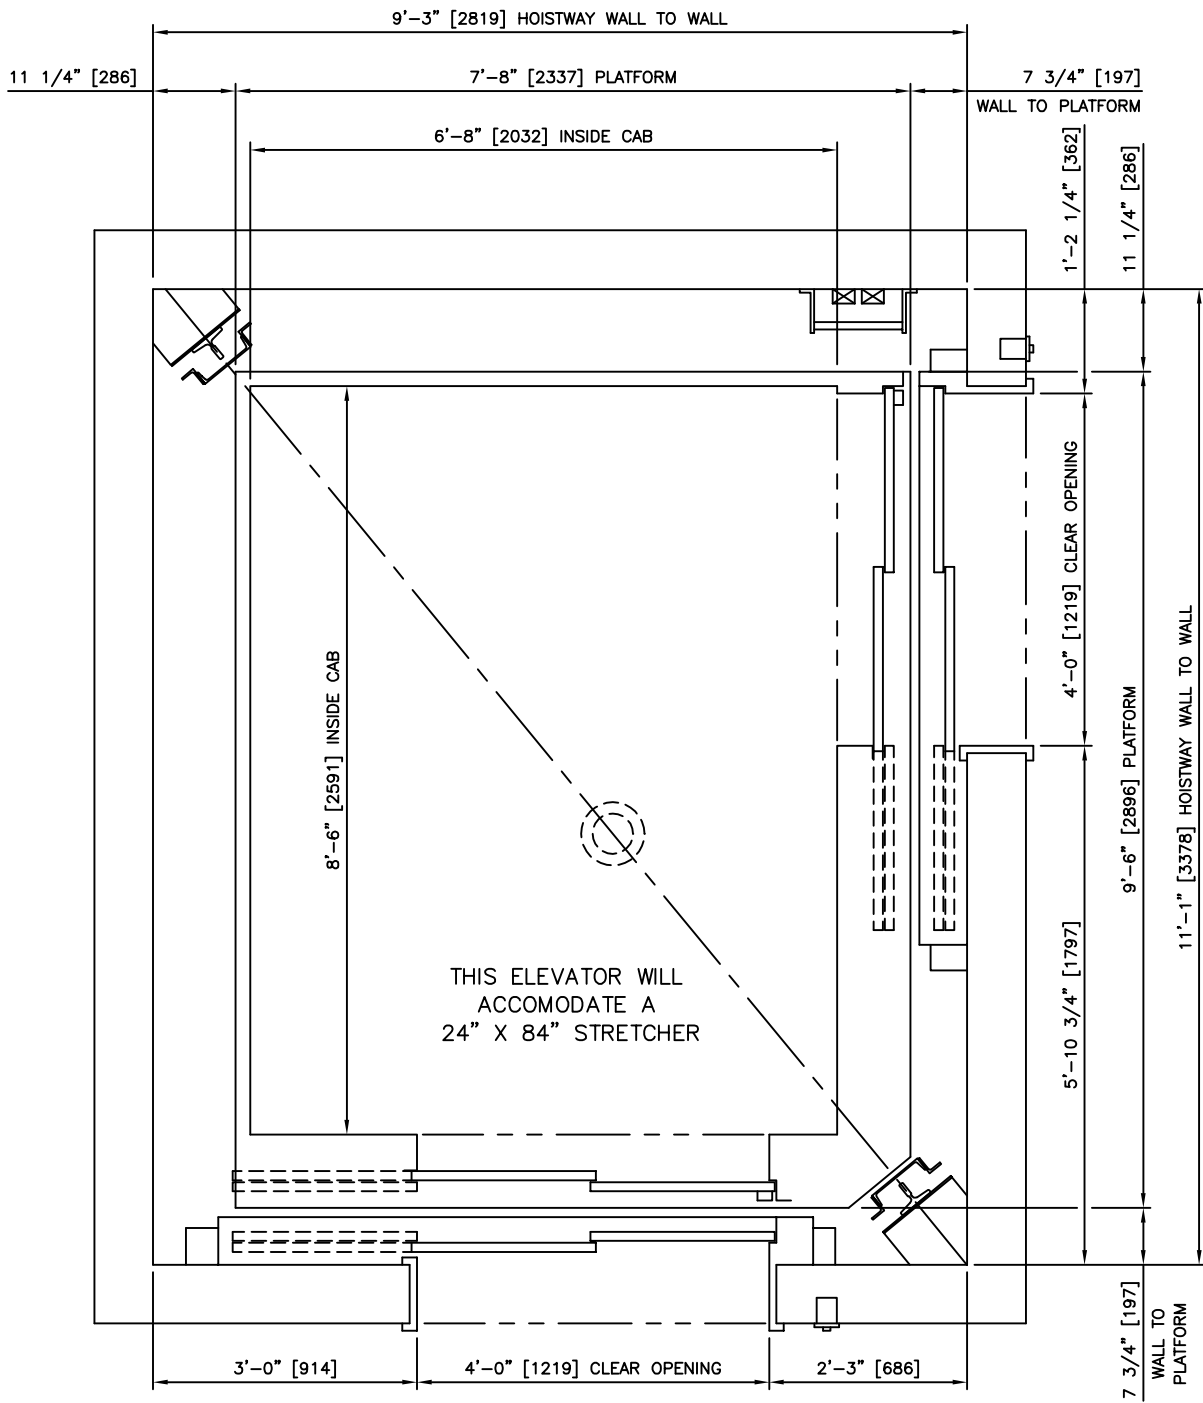 9'-3" [2819] HOISTWAY WALL TO WALL
11 1/4" [286]
7'-8" [2337] PLATFORM
7 3/4" [197]
WALL TO PLATFORM
6'-8" [2032] INSIDE CAB
1'-2 1/4" [362]
11 1/4" [286]
4'-0" [1219] CLEAR OPENING
8'-6" [2591] INSIDE CAB
9'-6" [2896] PLATFORM
11'-1" [3378] HOISTWAY WALL TO WALL
5'-10 3/4" [1797]
THIS ELEVATOR WILL
ACCOMODATE A
24" X 84" STRETCHER
7 3/4" [197]
WALL TO
PLATFORM
3'-0" [914]
4'-0" [1219] CLEAR OPENING
2'-3" [686]